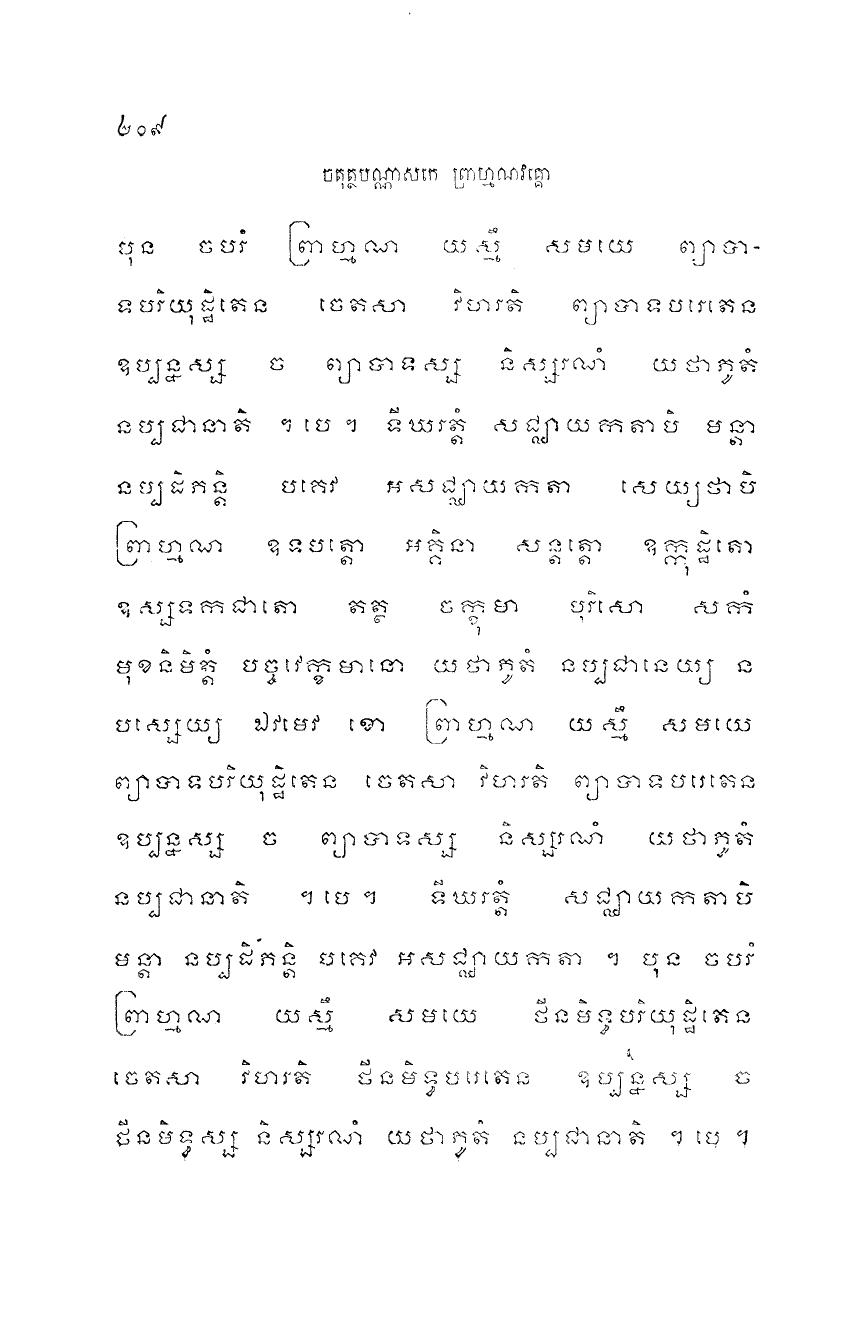 ៤០៩
ចតុត្ថបណ្ណាសកេ ព្រាហ្មណវគ្គោ
បុន ចបរំ ព្រាហ្មណ យស្មឹ សមយេ ព្យាបា-
ទបរិយុដ្ឋិតេន ចេតសា វិហរតិ ព្យាបាទបរេតេន
ឧប្បន្នស្ស ច ព្យាបាទស្ស និស្សរណំ យថាភូតំ
នប្បជានាតិ ។ បេ ។ ទីឃរត្តំ សជ្ឈាយកតាបិ មន្តា
នប្បដិភន្តិ បគេវ អសជ្ឈាយកតា សេយ្យថាបិ
ព្រាហ្មណ ឧទបត្តោ អគ្គិនា សន្តត្តោ ឧក្កុដ្ឋិតោ
ឧស្សទកជាតោ តត្ថ ចក្ខុមា បុរិសោ សកំ
មុខនិមិត្តំ បច្ចវេក្ខមានោ យថាភូតំ នប្បជានេយ្យ ន
បស្សេយ្យ ឯវមេវ ខោ ព្រាហ្មណ យស្មឹ សមយេ
ព្យាបាទបរិយុដ្ឋិតេន ចេតសា វិហរតិ ព្យាបាទបរេតេន
ឧប្បន្នស្ស ច ព្យាបាទស្ស និស្សរណំ យថាភូតំ
នប្បជានាតិ ។ បេ ។ ទីឃរត្តំ សជ្ឈាយកតាបិ
មន្តា នប្បដិភន្តិ បគេវ អសជ្ឈាយកតា ។ បុន ចបរំ
ព្រាហ្មណ យស្មឹ សមយេ ថីនមិទ្ធបរិយុដ្ឋិតេន
ចេតសា វិហរតិ ថីនមិទ្ធបរេតេន ឧប្បន្នស្ស ច
ថីនមិទ្ធស្ស និស្សរណំ យថាភូតំ នប្បជានាតិ ។ បេ ។